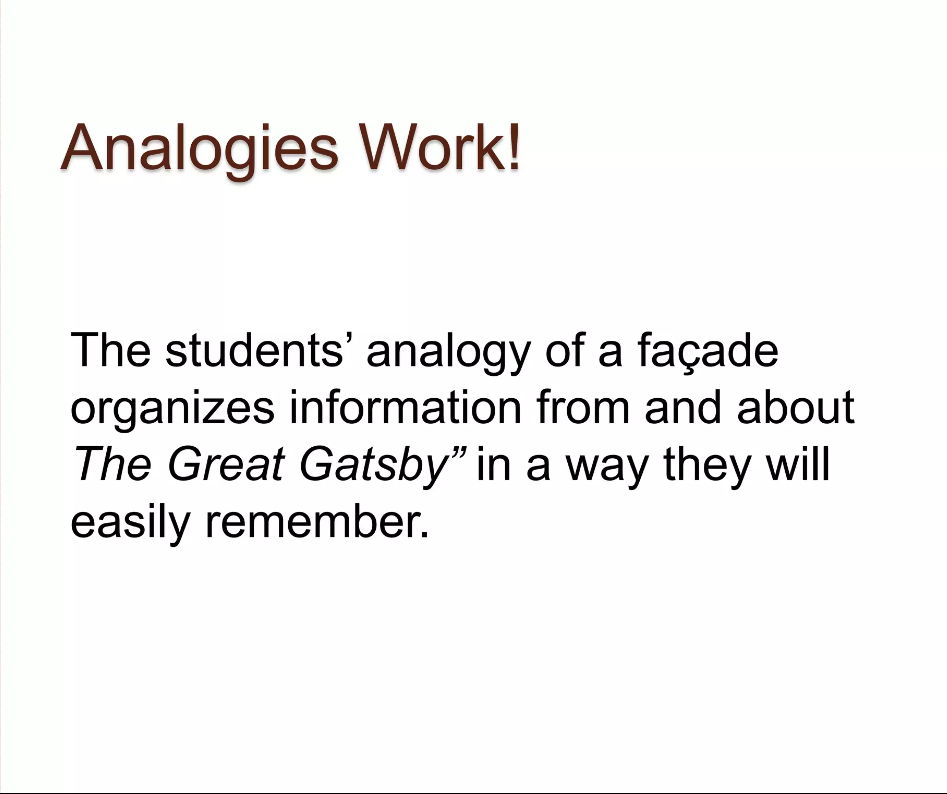 Analogies Work!
The students’ analogy of a façade
organizes information from and about
The Great Gatsby” in a way they will
easily remember.